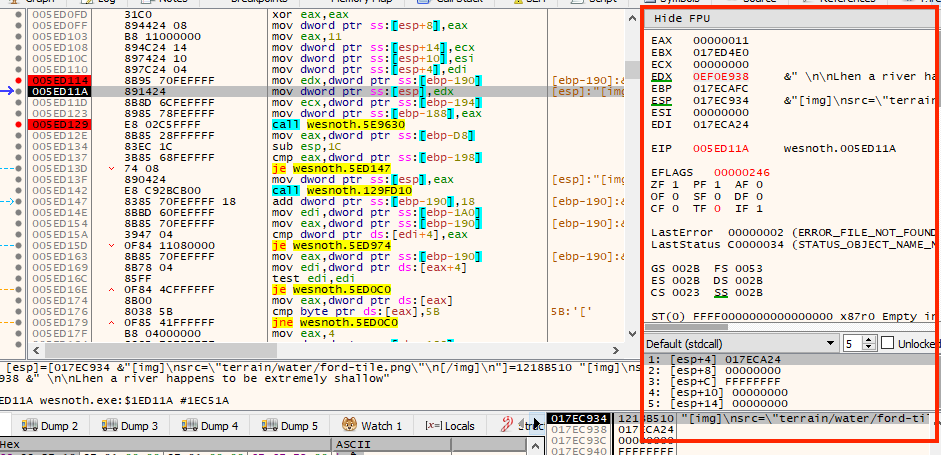 005ED0FD 31C0 xor eax,eax
005ED0FF 894424 08 mov dword ptr ss:[esp+8],eax
005ED103 B8 11000000 mov eax,11
005ED108 894C24 14 mov dword ptr ss:[esp+14],ecx
005ED10C 897424 10 mov dword ptr ss:[esp+10],esi
005ED110 897C24 04 mov dword ptr ss:[esp+4],edi
005ED114 8B95 70FEFFFF mov edx,dword ptr ss:[ebp-190] [ebp-190]:&
005ED11A 891424 mov dword ptr ss:[esp],edx [esp]:"[img
005ED11D 8B8D 6CFEFFFF mov ecx,dword ptr ss:[ebp-194]
005ED123 8985 78FEFFFF mov dword ptr ss:[ebp-188],eax
005ED129 E8 02C5FFFF call wesnoth.5E9630
005ED12E 8B85 28FFFFFF mov eax,dword ptr ss:[ebp-D8]
005ED134 83EC 1C sub esp,1C
005ED137 3B85 68FEFFFF cmp eax,dword ptr ss:[ebp-198]
005ED13D 74 08 je wesnoth.5ED147
005ED13F 890424 mov dword ptr ss:[esp],eax [esp]:"[img
005ED142 E8 C92BCB00 call wesnoth.129FD10
005ED147 8385 70FEFFFF 18 add dword ptr ss:[ebp-190],18 [ebp-190]:&
005ED14E 8BBD 60FEFFFF mov edi,dword ptr ss:[ebp-1A0]
005ED154 8B85 70FEFFFF mov eax,dword ptr ss:[ebp-190] [ebp-190]:&
005ED15A 3947 04 cmp dword ptr ds:[edi+4],eax
005ED15D 0F84 11080000 je wesnoth.5ED974
005ED163 8B85 70FEFFFF mov eax,dword ptr ss:[ebp-190] [ebp-190]:&
005ED169 8B78 04 mov edi,dword ptr ds:[eax+4]
005ED16C 85FF test edi,edi
005ED16E 0F84 4CFFFFFF je wesnoth.5ED0C0
005ED174 8B00 mov eax,dword ptr ds:[eax]
005ED176 8038 5B cmp byte ptr ds:[eax],5B 5B:'['
005ED179 0F85 41FFFFFF jne wesnoth.5ED0C0
005ED17F B8 04000000 mov eax,4
Hide FPU
EAX 00000011
EBX 017ED4E0
ECX 00000000
EDX 0EF0E938 &" \n\nLhen a river ha
EBP 017ECAFC
ESP 017EC934 &"[img]\nsrc=\"terrain
ESI 00000000
EDI 017ECA24
EIP 005ED11A wesnoth.005ED11A
EFLAGS 00000246
ZF 1 PF 1 AF 0
OF 0 SF 0 DF 0
CF 0 TF 0 IF 1
LastError 00000002 (ERROR_FILE_NOT_FOUND
LastStatus C0000034 (STATUS_OBJECT_NAME_N
GS 002B FS 0053
ES 002B DS 002B
CS 0023 SS 002B
ST(0) FFFF0000000000000000 x87r0 Empty in
Default (stdcall) 5 Unlocked
1: [esp+4] 017ECA24
2: [esp+8] 00000000
3: [esp+C] FFFFFFFF
4: [esp+10] 00000000
5: [esp+14] 00000000
[esp]=[017EC934 &"[img]\nsrc=\"terrain/water/ford-tile.png\"\n[/img]\n"]=1218B510 "[img]\n
938 &" \n\nLhen a river happens to be extremely shallow"
ED11A wesnoth.exe:$1ED11A #1EC51A
Dump 2 Dump 3 Dump 4 Dump 5 Watch 1 Locals Struct
Hex ASCII
017EC934 1218B510 "[img]\nsrc=\"terrain/water/ford-til
017EC938 017ECA24
017EC93C 00000000
017EC940 FFFFFFFF